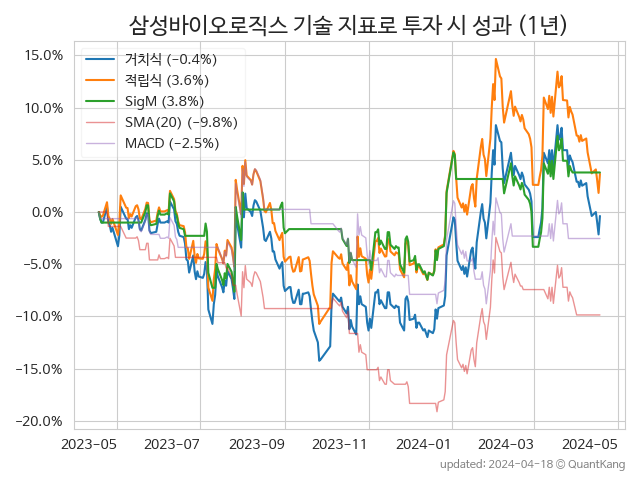 삼성바이오로직스 기술 지표로 투자 시 성과 (1년)
거치식 (−0.4%)
적립식 (3.6%)
SigM (3.8%)
SMA(20) (−9.8%)
MACD (−2.5%)
15.0%
10.0%
5.0%
0.0%
−5.0%
−10.0%
−15.0%
−20.0%
2023-05 2023-07 2023-09 2023-11 2024-01 2024-03 2024-05
updated: 2024-04-18 © QuantKang